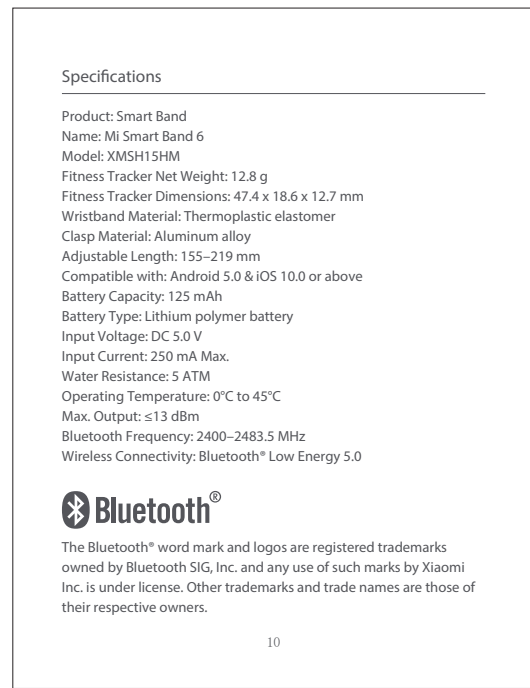 Specifications
Product: Smart Band
Name: Mi Smart Band 6
Model: XMSH15HM
Fitness Tracker Net Weight: 12.8 g
Fitness Tracker Dimensions: 47.4 x 18.6 x 12.7 mm
Wristband Material: Thermoplastic elastomer
Clasp Material: Aluminum alloy
Adjustable Length: 155–219 mm
Compatible with: Android 5.0 & iOS 10.0 or above
Battery Capacity: 125 mAh
Battery Type: Lithium polymer battery
Input Voltage: DC 5.0 V
Input Current: 250 mA Max.
Water Resistance: 5 ATM
Operating Temperature: 0°C to 45°C
Max. Output: ≤13 dBm
Bluetooth Frequency: 2400–2483.5 MHz
Wireless Connectivity: Bluetooth® Low Energy 5.0
Bluetooth®
The Bluetooth® word mark and logos are registered trademarks
owned by Bluetooth SIG, Inc. and any use of such marks by Xiaomi
Inc. is under license. Other trademarks and trade names are those of
their respective owners.
10